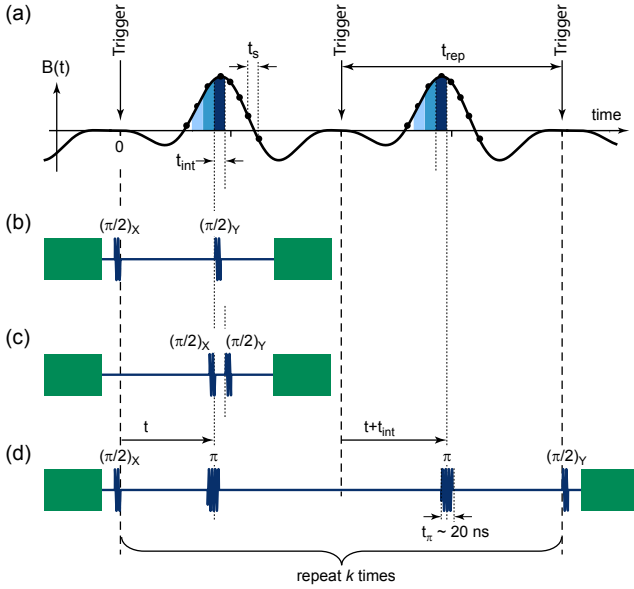 (a)
Trigger
Trigger
Trigger
B(t)
t_s
t_rep
time
0
t_int
(b)
(π/2)_X
(π/2)_Y
(c)
(π/2)_X
(π/2)_Y
t
t+t_int
(d)
(π/2)_X
π
π
(π/2)_Y
t_π ~ 20 ns
repeat k times